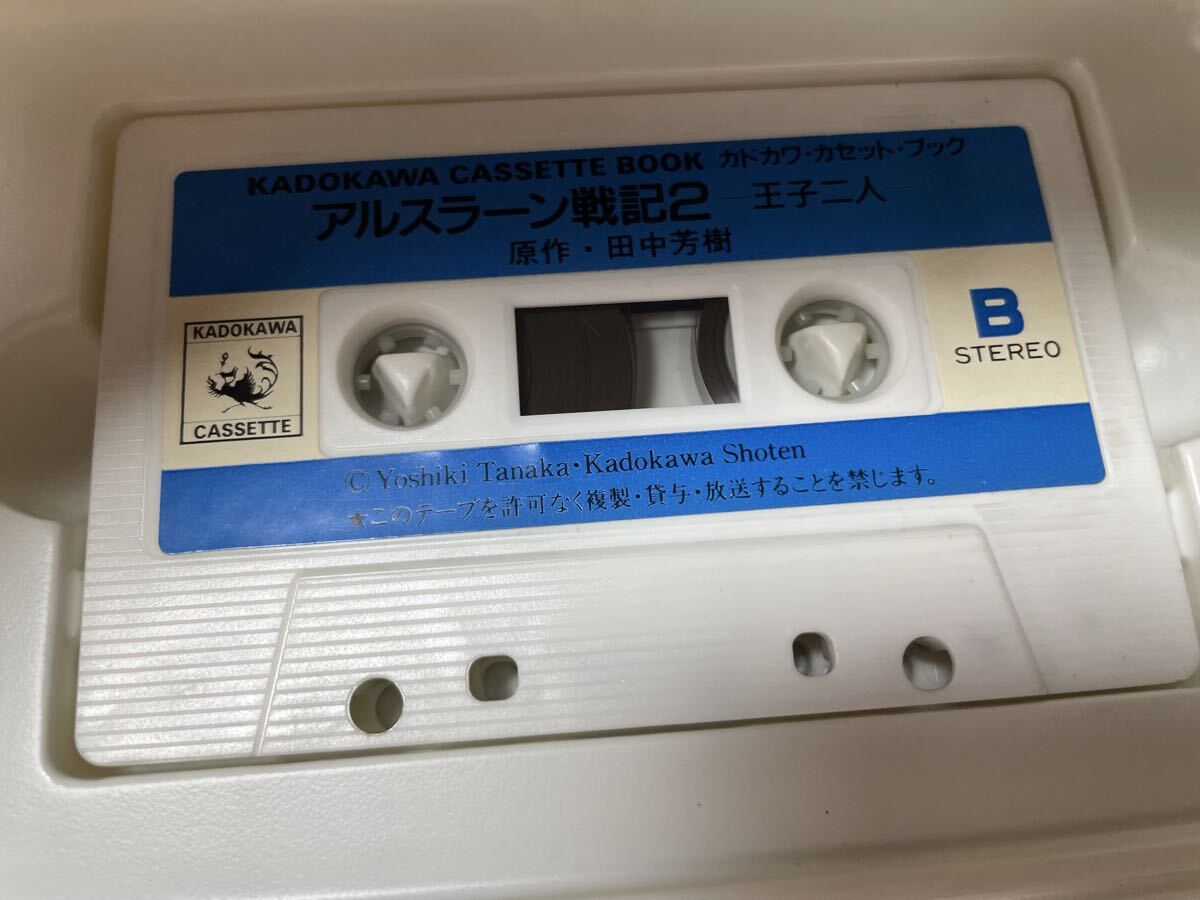 KADOKAWA CASSETTE BOOK カドカワ・カセット・ブック
アルスラーン戦記2 ―王子二人―
原作・田中芳樹
KADOKAWA
CASSETTE
B
STEREO
©Yoshiki Tanaka・Kadokawa Shoten
★このテープを許可なく複製・貸与・放送することを禁じます。